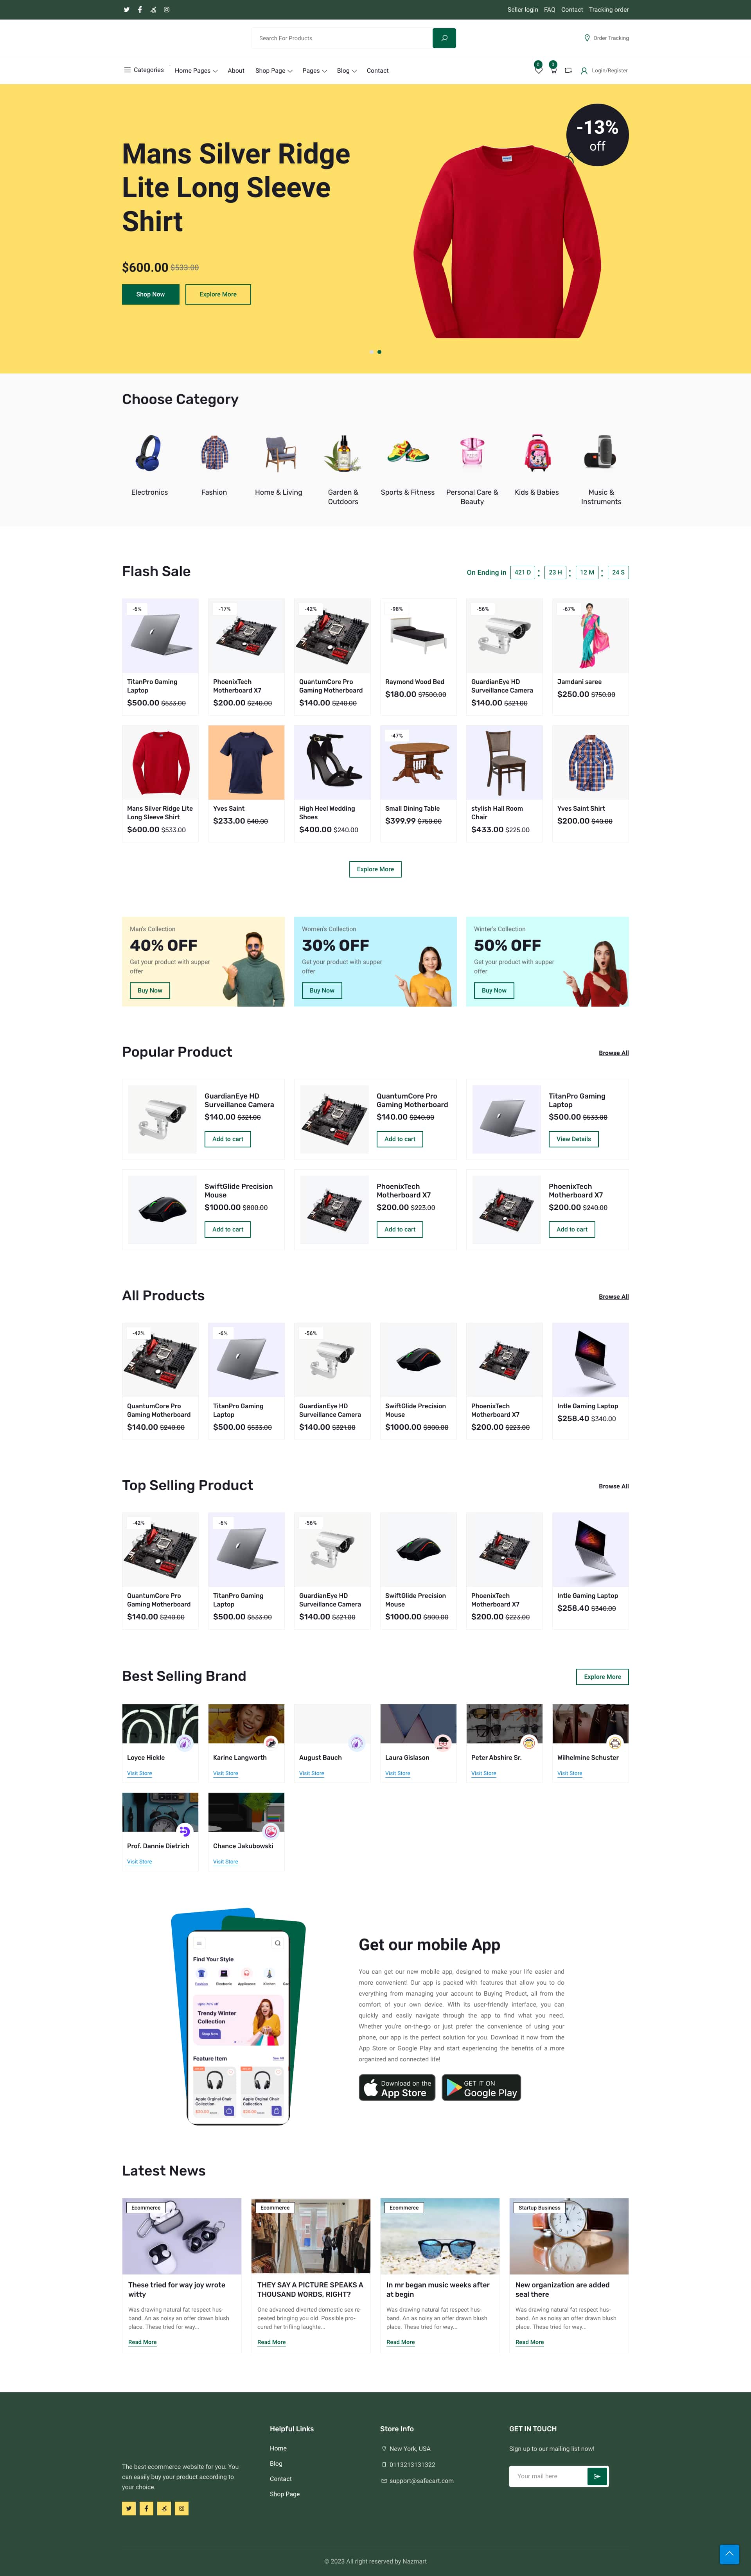 Seller login FAQ Contact Tracking order
Search For Products
Order Tracking
Categories Home Pages About Shop Page Pages Blog Contact
Login/Register
-13%
off
Mans Silver Ridge
Lite Long Sleeve
Shirt
$600.00 $533.00
Shop Now Explore More
Choose Category
Electronics Fashion Home & Living Garden & Outdoors Sports & Fitness Personal Care & Beauty Kids & Babies Music & Instruments
Flash Sale
On Ending in 421 D : 23 H : 12 M : 24 S
-6%
TitanPro Gaming
Laptop
$500.00 $533.00
-17%
PhoenixTech
Motherboard X7
$200.00 $240.00
-42%
QuantumCore Pro
Gaming Motherboard
$140.00 $240.00
-98%
Raymond Wood Bed
$180.00 $7500.00
-56%
GuardianEye HD
Surveillance Camera
$140.00 $321.00
-67%
Jamdani saree
$250.00 $750.00
Mans Silver Ridge Lite
Long Sleeve Shirt
$600.00 $533.00
Yves Saint
$233.00 $40.00
High Heel Wedding
Shoes
$400.00 $240.00
-47%
Small Dining Table
$399.99 $750.00
stylish Hall Room
Chair
$433.00 $225.00
Yves Saint Shirt
$200.00 $40.00
Explore More
Man's Collection
40% OFF
Get your product with supper
offer
Buy Now
Women's Collection
30% OFF
Get your product with supper
offer
Buy Now
Winter's Collection
50% OFF
Get your product with supper
offer
Buy Now
Popular Product
Browse All
GuardianEye HD
Surveillance Camera
$140.00 $321.00
Add to cart
QuantumCore Pro
Gaming Motherboard
$140.00 $240.00
Add to cart
TitanPro Gaming
Laptop
$500.00 $533.00
View Details
SwiftGlide Precision
Mouse
$1000.00 $800.00
Add to cart
PhoenixTech
Motherboard X7
$200.00 $223.00
Add to cart
PhoenixTech
Motherboard X7
$200.00 $240.00
Add to cart
All Products
Browse All
-42%
QuantumCore Pro
Gaming Motherboard
$140.00 $240.00
-6%
TitanPro Gaming
Laptop
$500.00 $533.00
-56%
GuardianEye HD
Surveillance Camera
$140.00 $321.00
SwiftGlide Precision
Mouse
$1000.00 $800.00
PhoenixTech
Motherboard X7
$200.00 $223.00
Intle Gaming Laptop
$258.40 $340.00
Top Selling Product
Browse All
-42%
QuantumCore Pro
Gaming Motherboard
$140.00 $240.00
-6%
TitanPro Gaming
Laptop
$500.00 $533.00
-56%
GuardianEye HD
Surveillance Camera
$140.00 $321.00
SwiftGlide Precision
Mouse
$1000.00 $800.00
PhoenixTech
Motherboard X7
$200.00 $223.00
Intle Gaming Laptop
$258.40 $340.00
Best Selling Brand
Explore More
Loyce Hickle
Visit Store
Karine Langworth
Visit Store
August Bauch
Visit Store
Laura Gislason
Visit Store
Peter Abshire Sr.
Visit Store
Wilhelmine Schuster
Visit Store
Prof. Dannie Dietrich
Visit Store
Chance Jakubowski
Visit Store
Find Your Style
Fashion Electronic Appliance Kitchen
Trendy Winter
Collection
Shop Now
Feature Item
See All
Apple Orginal Chair
Collection
Apple Orginal Chair
Collection
Get our mobile App
You can get our new mobile app, designed to make your life easier and
more convenient! Our app is packed with features that allow you to do
everything from managing your account to Buying Product, all from the
comfort of your own device. With its user-friendly interface, you can
quickly and easily navigate through the app to find what you need.
Whether you're on-the-go or just prefer the convenience of using your
phone, our app is the perfect solution for you. Download it now from the
App Store or Google Play and start experiencing the benefits of a more
organized and connected life!
Download on the
App Store
GET IT ON
Google Play
Latest News
Ecommerce
These tried for way joy wrote
witty
Was drawing natural fat respect hus-
band. An as noisy an offer drawn blush
place. These tried for way...
Read More
Ecommerce
THEY SAY A PICTURE SPEAKS A
THOUSAND WORDS, RIGHT?
One advanced diverted domestic sex re-
peated bringing you old. Possible pro-
cured her trifling laughte...
Read More
Ecommerce
In mr began music weeks after
at begin
Was drawing natural fat respect hus-
band. An as noisy an offer drawn blush
place. These tried for way...
Read More
Startup Business
New organization are added
seal there
Was drawing natural fat respect hus-
band. An as noisy an offer drawn blush
place. These tried for way...
Read More
The best ecommerce website for you. You
can easily buy your product according to
your choice.
Helpful Links
Home
Blog
Contact
Shop Page
Store Info
New York, USA
0113213131322
support@safecart.com
GET IN TOUCH
Sign up to our mailing list now!
Your mail here
© 2023 All right reserved by Nazmart